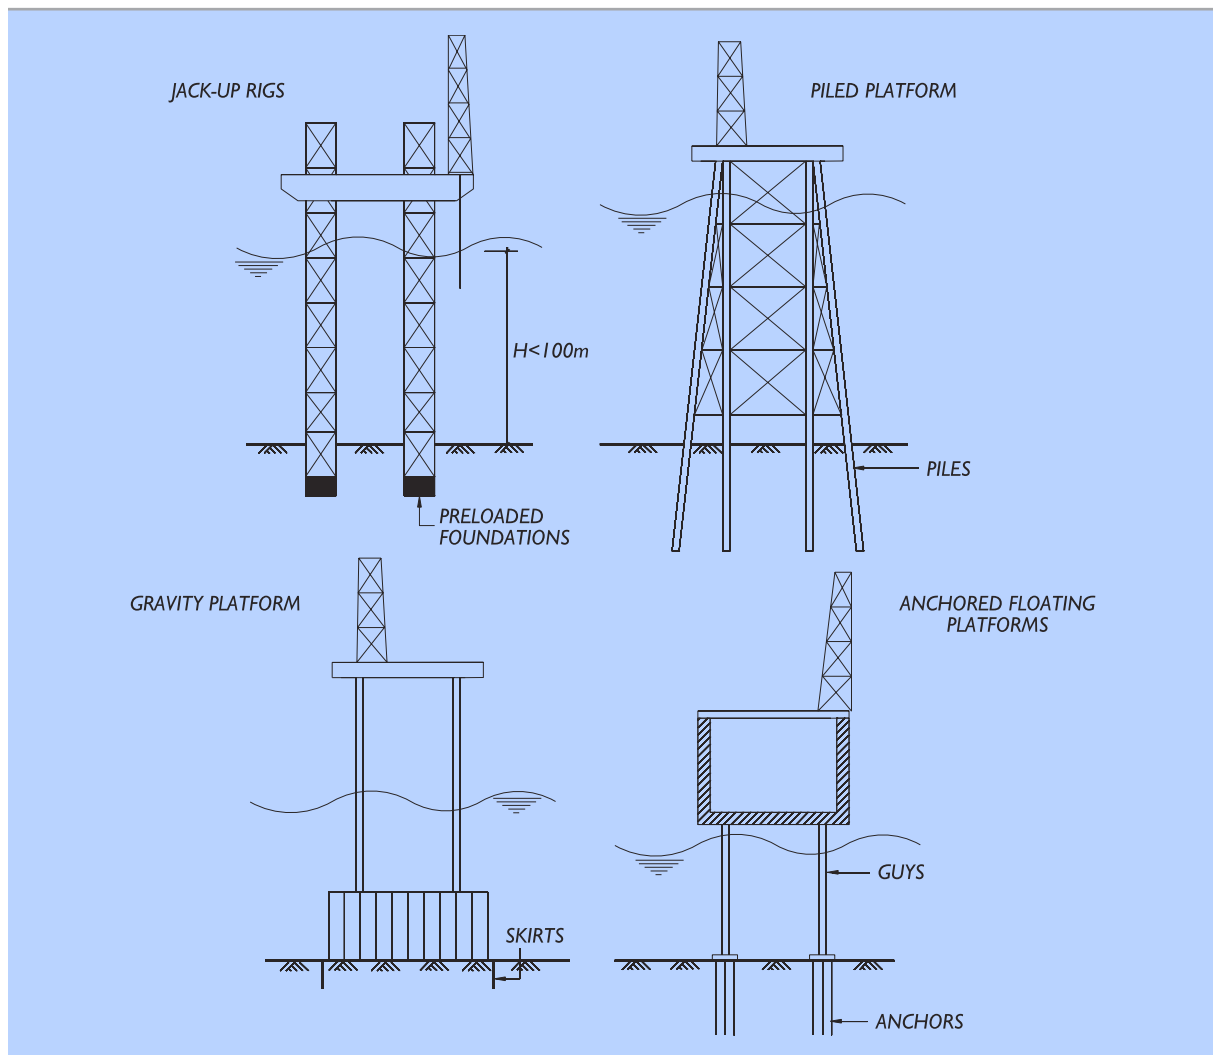 JACK-UP RIGS
PILED PLATFORM
H<100m
PILES
PRELOADED
FOUNDATIONS
GRAVITY PLATFORM
ANCHORED FLOATING
PLATFORMS
GUYS
SKIRTS
ANCHORS